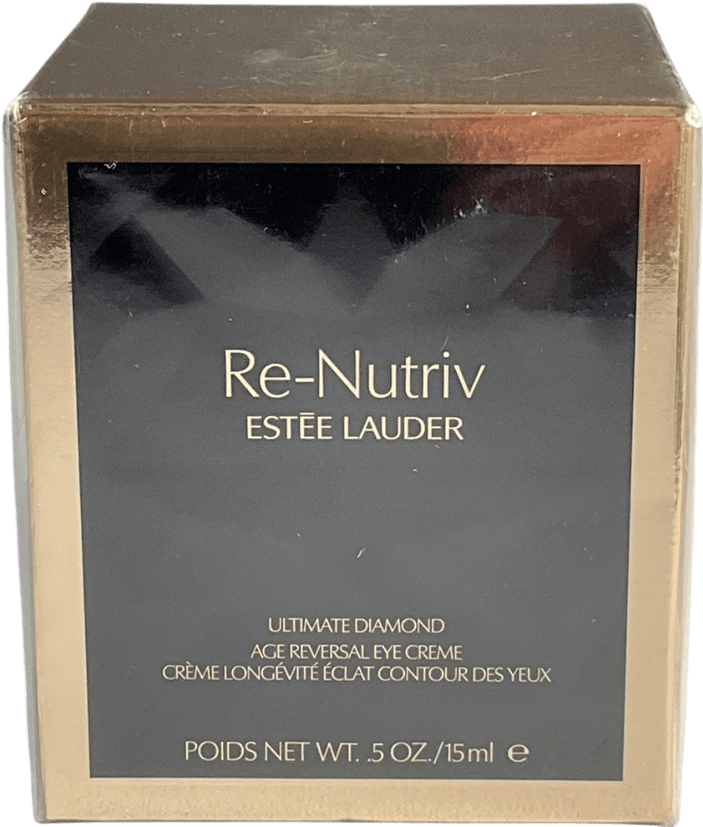 Re-Nutriv
ESTĒE LAUDER
ULTIMATE DIAMOND
AGE REVERSAL EYE CREME
CRÈME LONGÉVITÉ ÉCLAT CONTOUR DES YEUX
POIDS NET WT. .5 OZ./15ml ℮